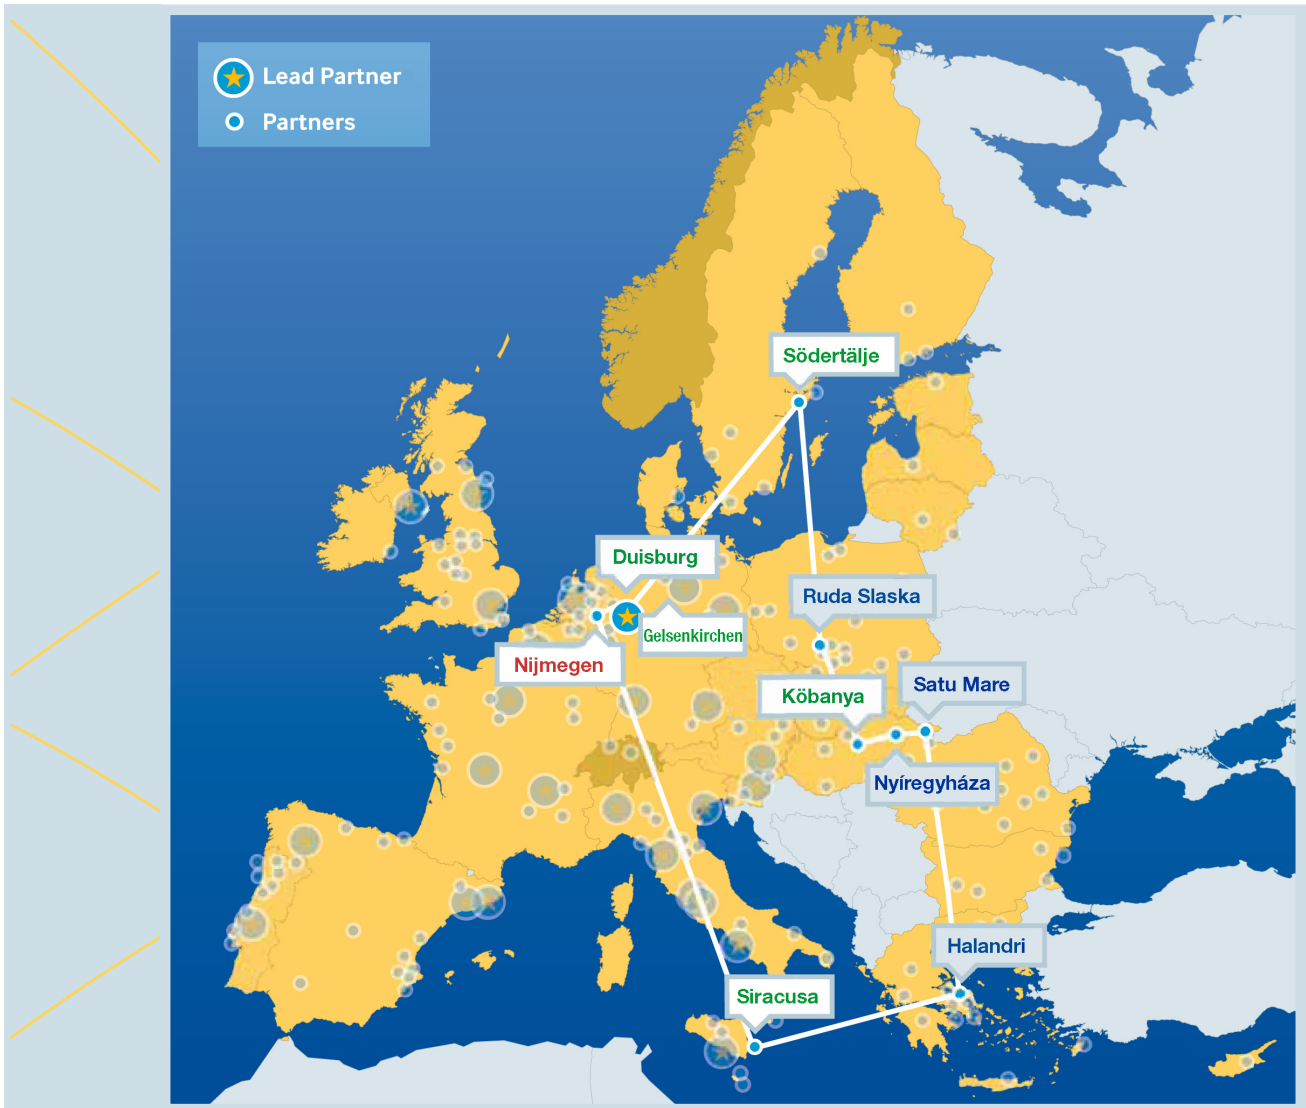 Lead Partner
Partners
Södertälje
Duisburg
Ruda Slaska
Gelsenkirchen
Nijmegen
Satu Mare
Köbanya
Nyíregyháza
Halandri
Siracusa